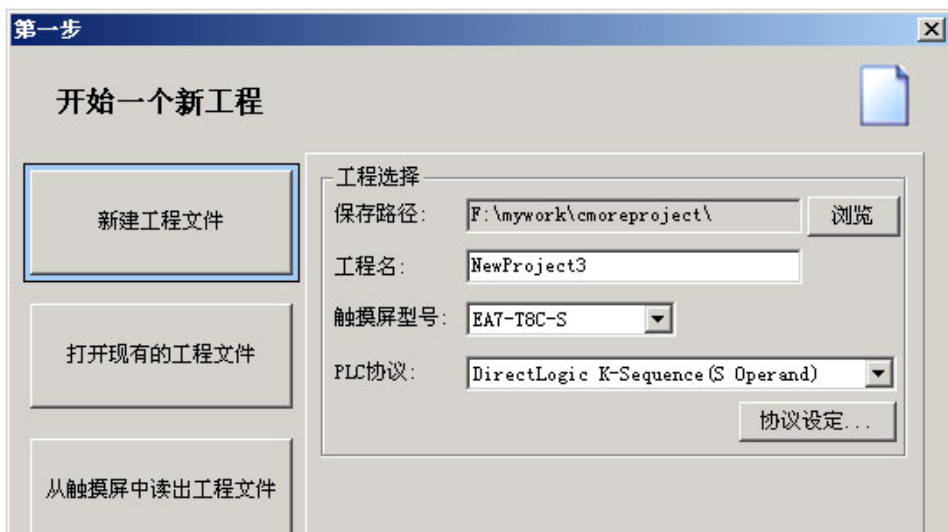 第一步
开始一个新工程
新建工程文件
打开现有的工程文件
从触摸屏中读出工程文件
工程选择
保存路径: F:\mywork\cmoreproject\ 浏览
工程名: NewProject3
触摸屏型号: EA7-T8C-S
PLC协议: DirectLogic K-Sequence(S Operand)
协议设定...